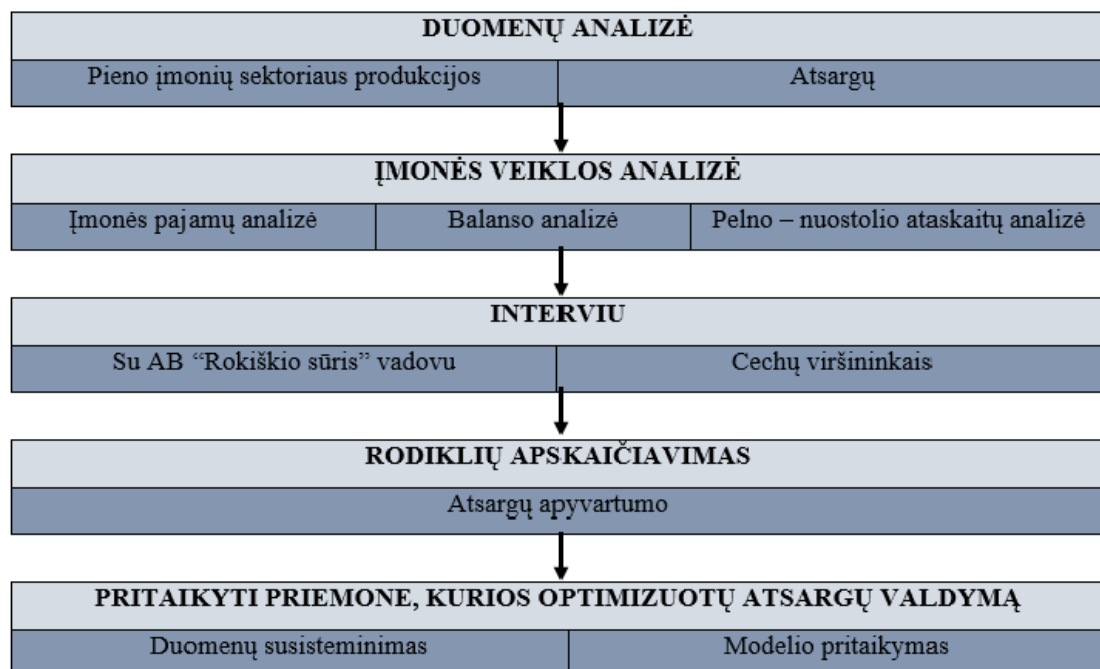 DUOMENŲ ANALIZĖ
Pieno įmonių sektoriaus produkcijos
Atsargų
ĮMONĖS VEIKLOS ANALIZĖ
Įmonės pajamų analizė
Balanso analizė
Pelno – nuostolio ataskaitų analizė
INTERVIU
Su AB “Rokiškio sūris” vadovu
Cechų viršininkais
RODIKLIŲ APSKAIČIAVIMAS
Atsargų apyvartumo
PRITAIKYTI PRIEMONE, KURIOS OPTIMIZUOTŲ ATSARGŲ VALDYMĄ
Duomenų susisteminimas
Modelio pritaikymas